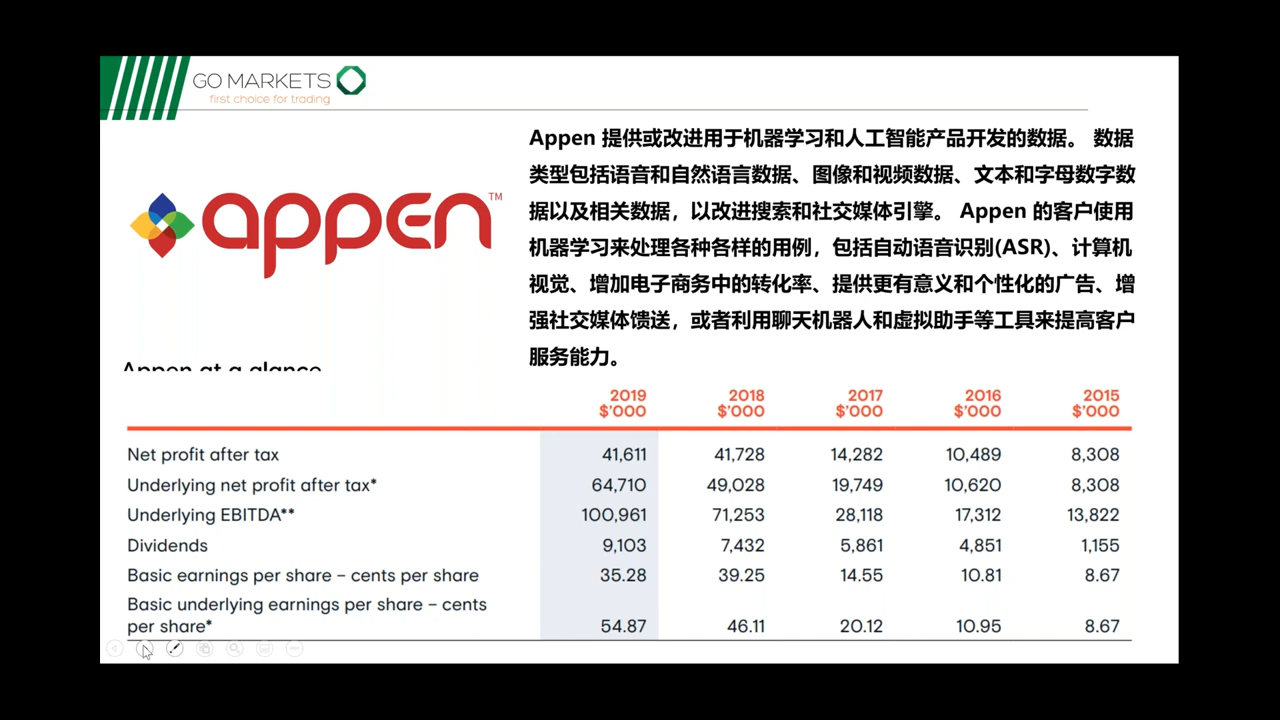 GO MARKETS
first choice for trading
appen™
Appen 提供或改进用于机器学习和人工智能产品开发的数据。 数据
类型包括语音和自然语言数据、图像和视频数据、文本和字母数字数
据以及相关数据，以改进搜索和社交媒体引擎。 Appen 的客户使用
机器学习来处理各种各样的用例，包括自动语音识别(ASR)、计算机
视觉、增加电子商务中的转化率、提供更有意义和个性化的广告、增
强社交媒体馈送，或者利用聊天机器人和虚拟助手等工具来提高客户
服务能力。
Appen at a glance
2019 2018 2017 2016 2015
$'000 $'000 $'000 $'000 $'000
Net profit after tax 41,611 41,728 14,282 10,489 8,308
Underlying net profit after tax* 64,710 49,028 19,749 10,620 8,308
Underlying EBITDA** 100,961 71,253 28,118 17,312 13,822
Dividends 9,103 7,432 5,861 4,851 1,155
Basic earnings per share – cents per share 35.28 39.25 14.55 10.81 8.67
Basic underlying earnings per share – cents
per share* 54.87 46.11 20.12 10.95 8.67